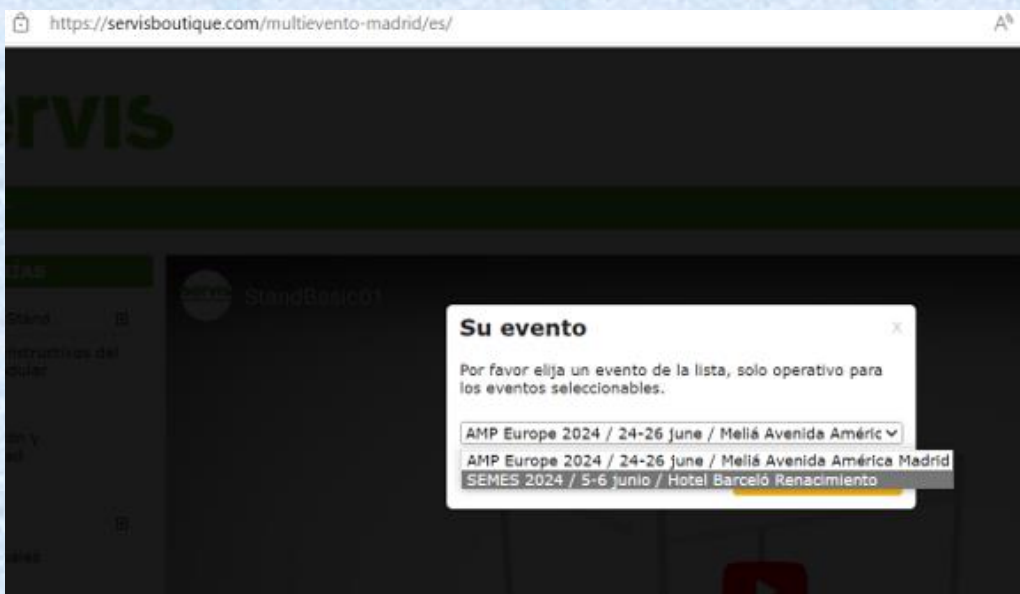 https://servisboutique.com/multievento-madrid/es/
ervis
StandBasic01
Su evento
X
Por favor elija un evento de la lista, solo operativo para
los eventos seleccionables.
AMP Europe 2024 / 24-26 june / Meliá Avenida Améric
AMP Europe 2024 / 24-26 june / Meliá Avenida América Madrid
SEMES 2024 / 5-6 junio / Hotel Barceló Renacimiento